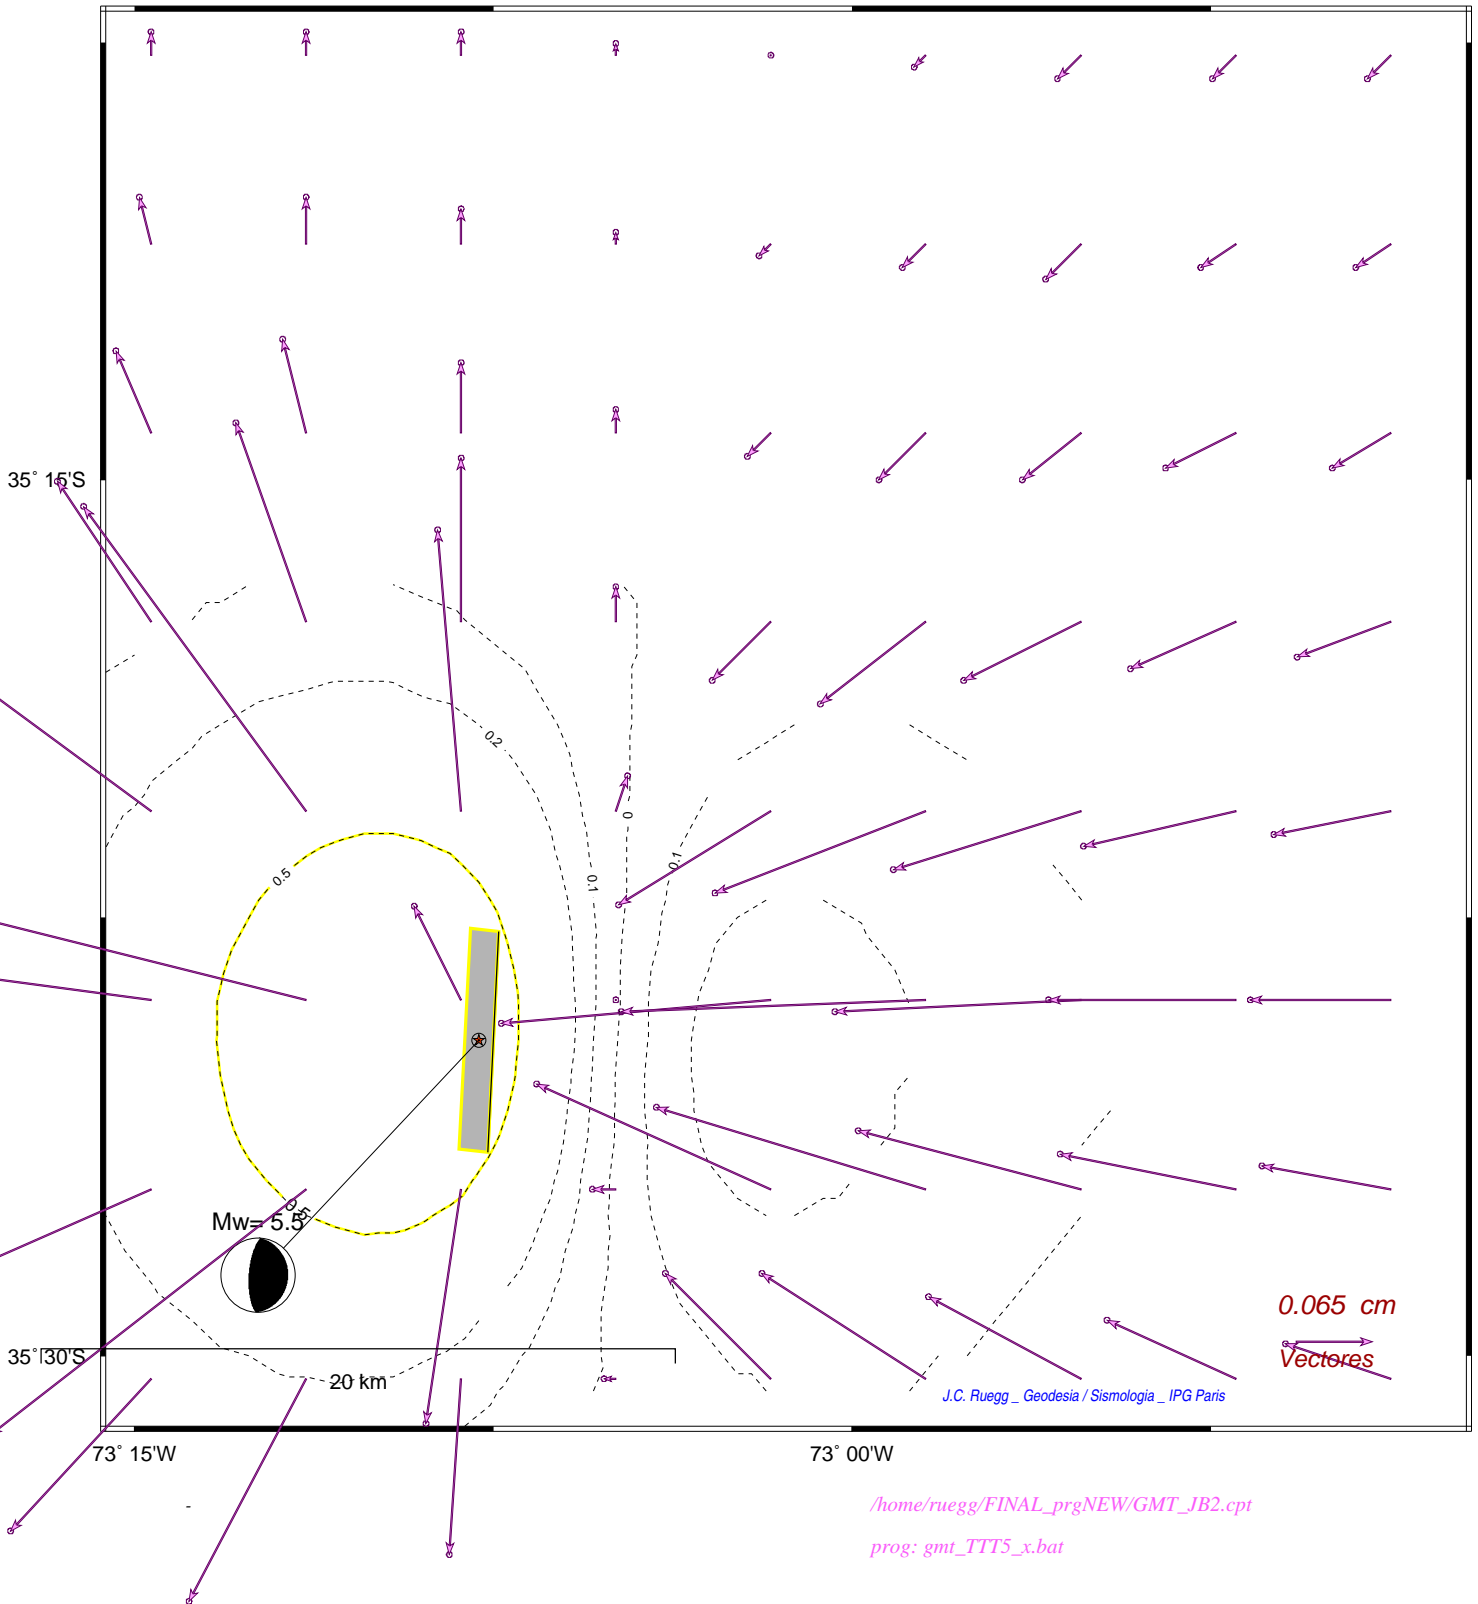 35° 15'S
0.2
0
0.1
0.5
0.1
0.5
Mw= 5.5
0.065 cm
Vectores
35° 30'S
20 km
J.C. Ruegg _ Geodesia / Sismologia _ IPG Paris
73° 15'W
73° 00'W
/home/ruegg/FINAL_prgNEW/GMT_JB2.cpt
-
prog: gmt_TTT5_x.bat